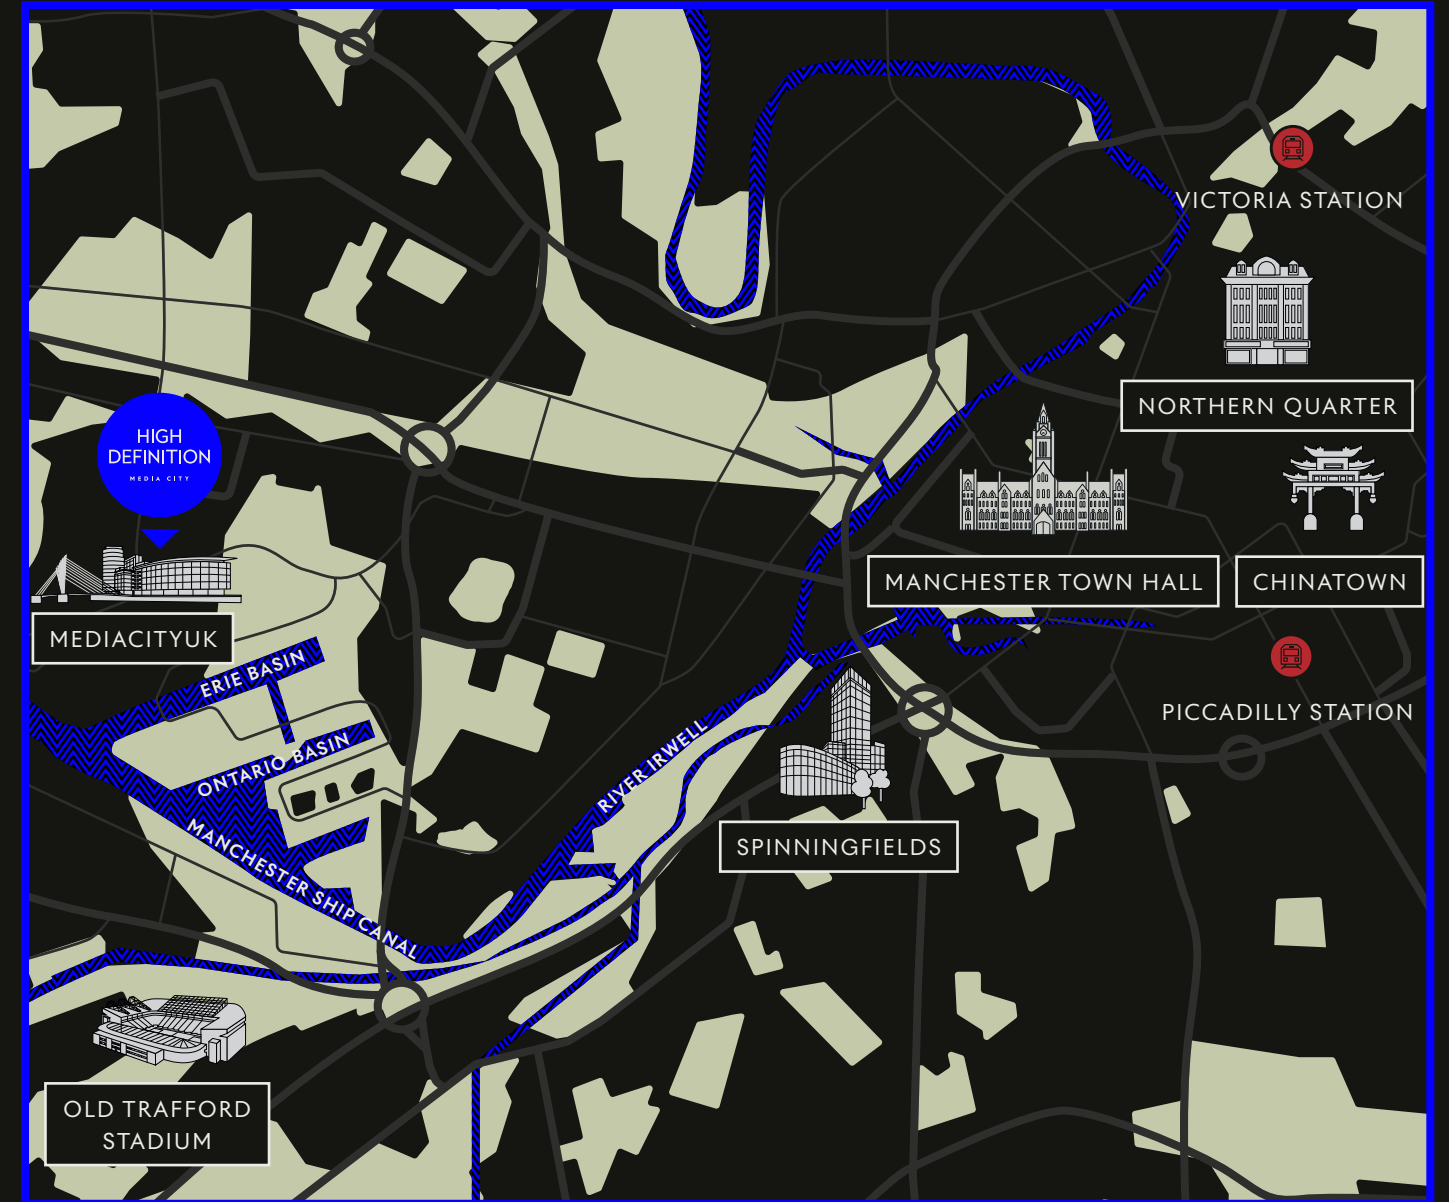 VICTORIA STATION
NORTHERN QUARTER
HIGH
DEFINITION
MEDIA CITY
MANCHESTER TOWN HALL
CHINATOWN
MEDIACITYUK
ERIE BASIN
ONTARIO BASIN
PICCADILLY STATION
RIVER IRWELL
MANCHESTER SHIP CANAL
SPINNINGFIELDS
OLD TRAFFORD
STADIUM